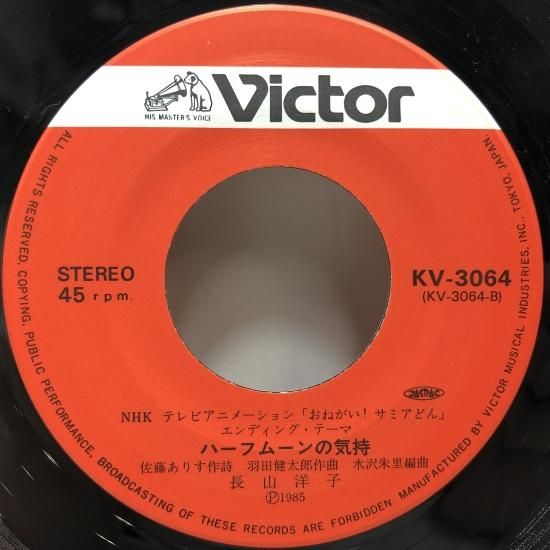 HIS MASTER'S VOICE
Victor
STEREO
45 rpm.
KV-3064
(KV-3064-B)
JASRAC
NHK テレビアニメーション「おねがい!サミアどん」
エンディング・テーマ
ハーフムーンの気持
佐藤ありす作詩 羽田健太郎作曲 水沢朱里編曲
長山洋子
Ⓟ1985
ALL RIGHTS RESERVED. COPYING, PUBLIC PERFORMANCE, BROADCASTING OF THESE RECORDS ARE FORBIDDEN. MANUFACTURED BY VICTOR MUSICAL INDUSTRIES, INC., TOKYO, JAPAN.